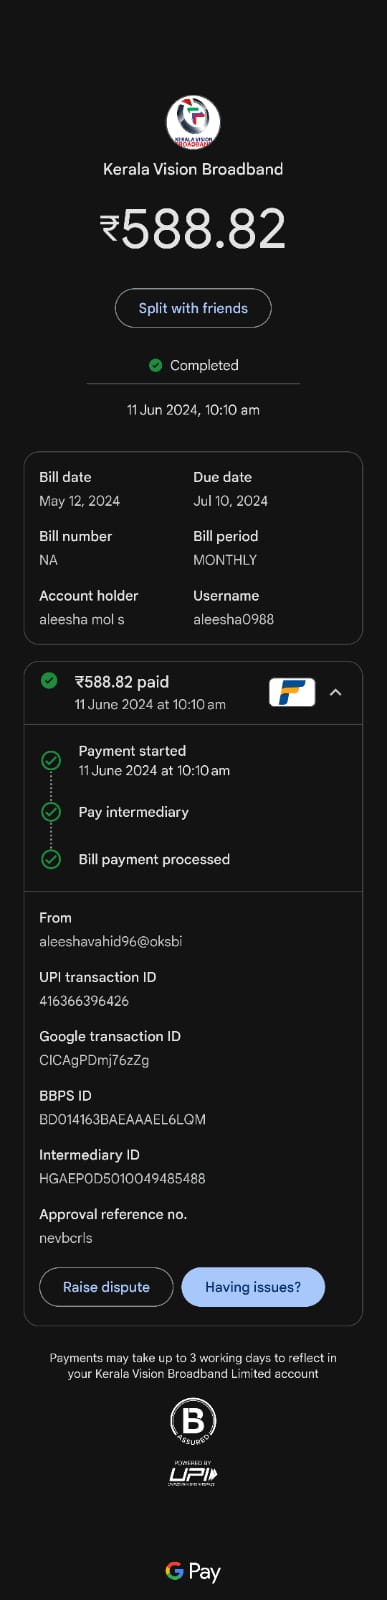 KERALA VISION
BROADBAND
Kerala Vision Broadband
₹588.82
Split with friends
Completed
11 Jun 2024, 10:10 am
Bill date Due date
May 12, 2024 Jul 10, 2024
Bill number Bill period
NA MONTHLY
Account holder Username
aleesha mol s aleesha0988
₹588.82 paid
11 June 2024 at 10:10 am
Payment started
11 June 2024 at 10:10 am
Pay intermediary
Bill payment processed
From
aleeshavahid96@oksbi
UPI transaction ID
416366396426
Google transaction ID
CICAgPDmj76zZg
BBPS ID
BD014163BAEAAAEL6LQM
Intermediary ID
HGAEP0D5010049485488
Approval reference no.
nevbcrls
Raise dispute Having issues?
Payments may take up to 3 working days to reflect in
your Kerala Vision Broadband Limited account
B
ASSURED
POWERED BY
UPI
G Pay